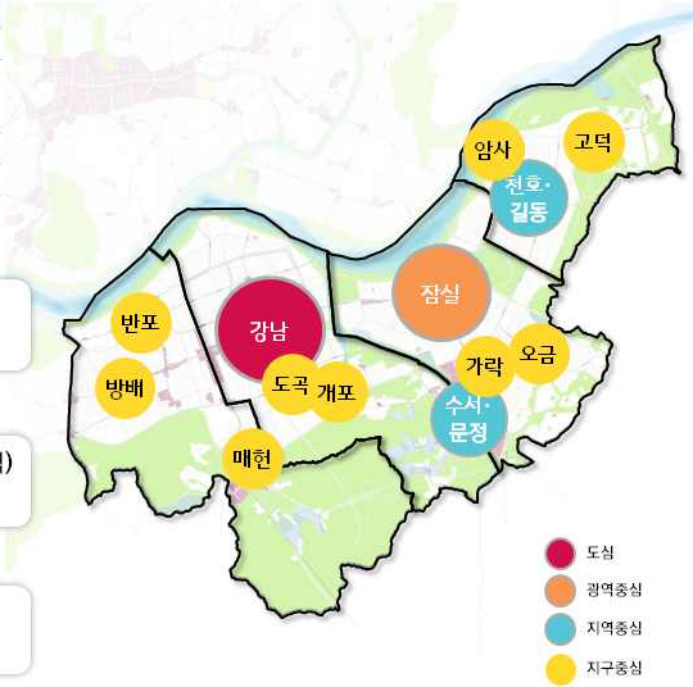 암사
고덕
천호·
길동
잠실
반포
강남
방배
도곡
개포
가락
오금
수서·
문정
매헌
도심
광역중심
지역중심
지구중심